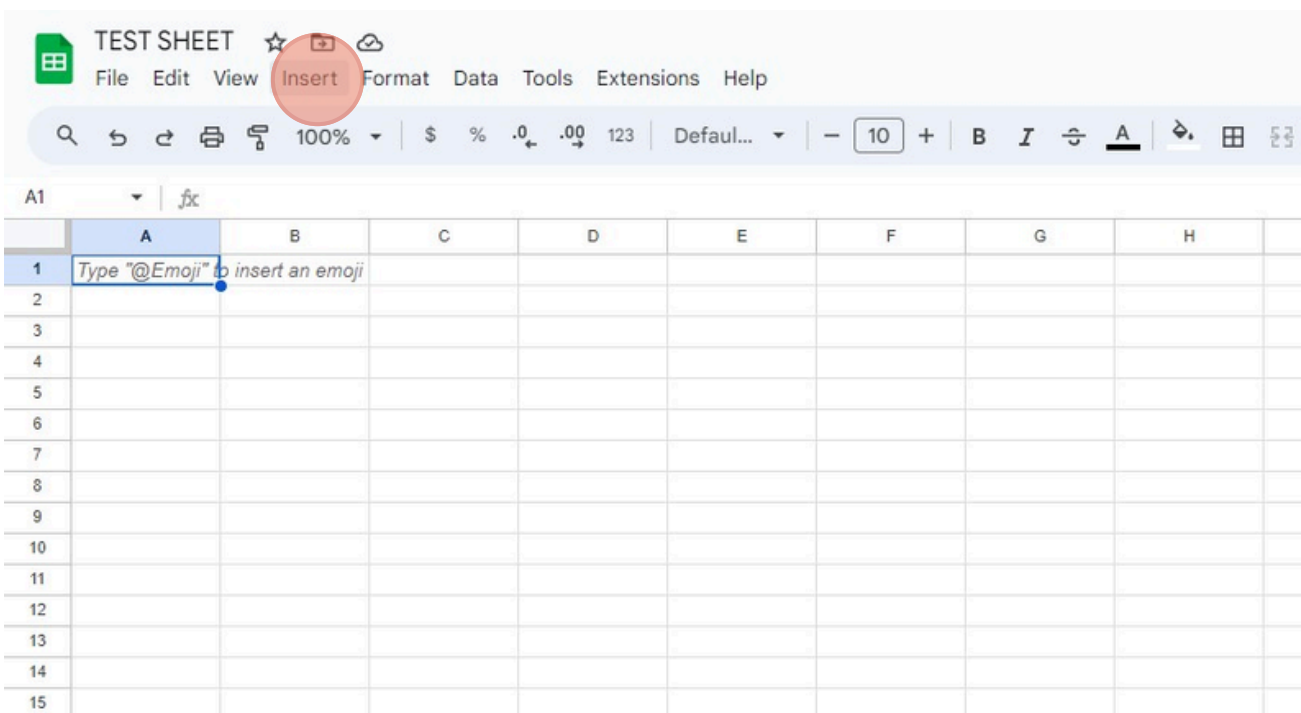 TEST SHEET
File Edit View Insert Format Data Tools Extensions Help
100% $ % .0 .00 123 Defaul... − 10 + B I A
A1 fx
A B C D E F G H
1 Type "@Emoji" to insert an emoji
2
3
4
5
6
7
8
9
10
11
12
13
14
15